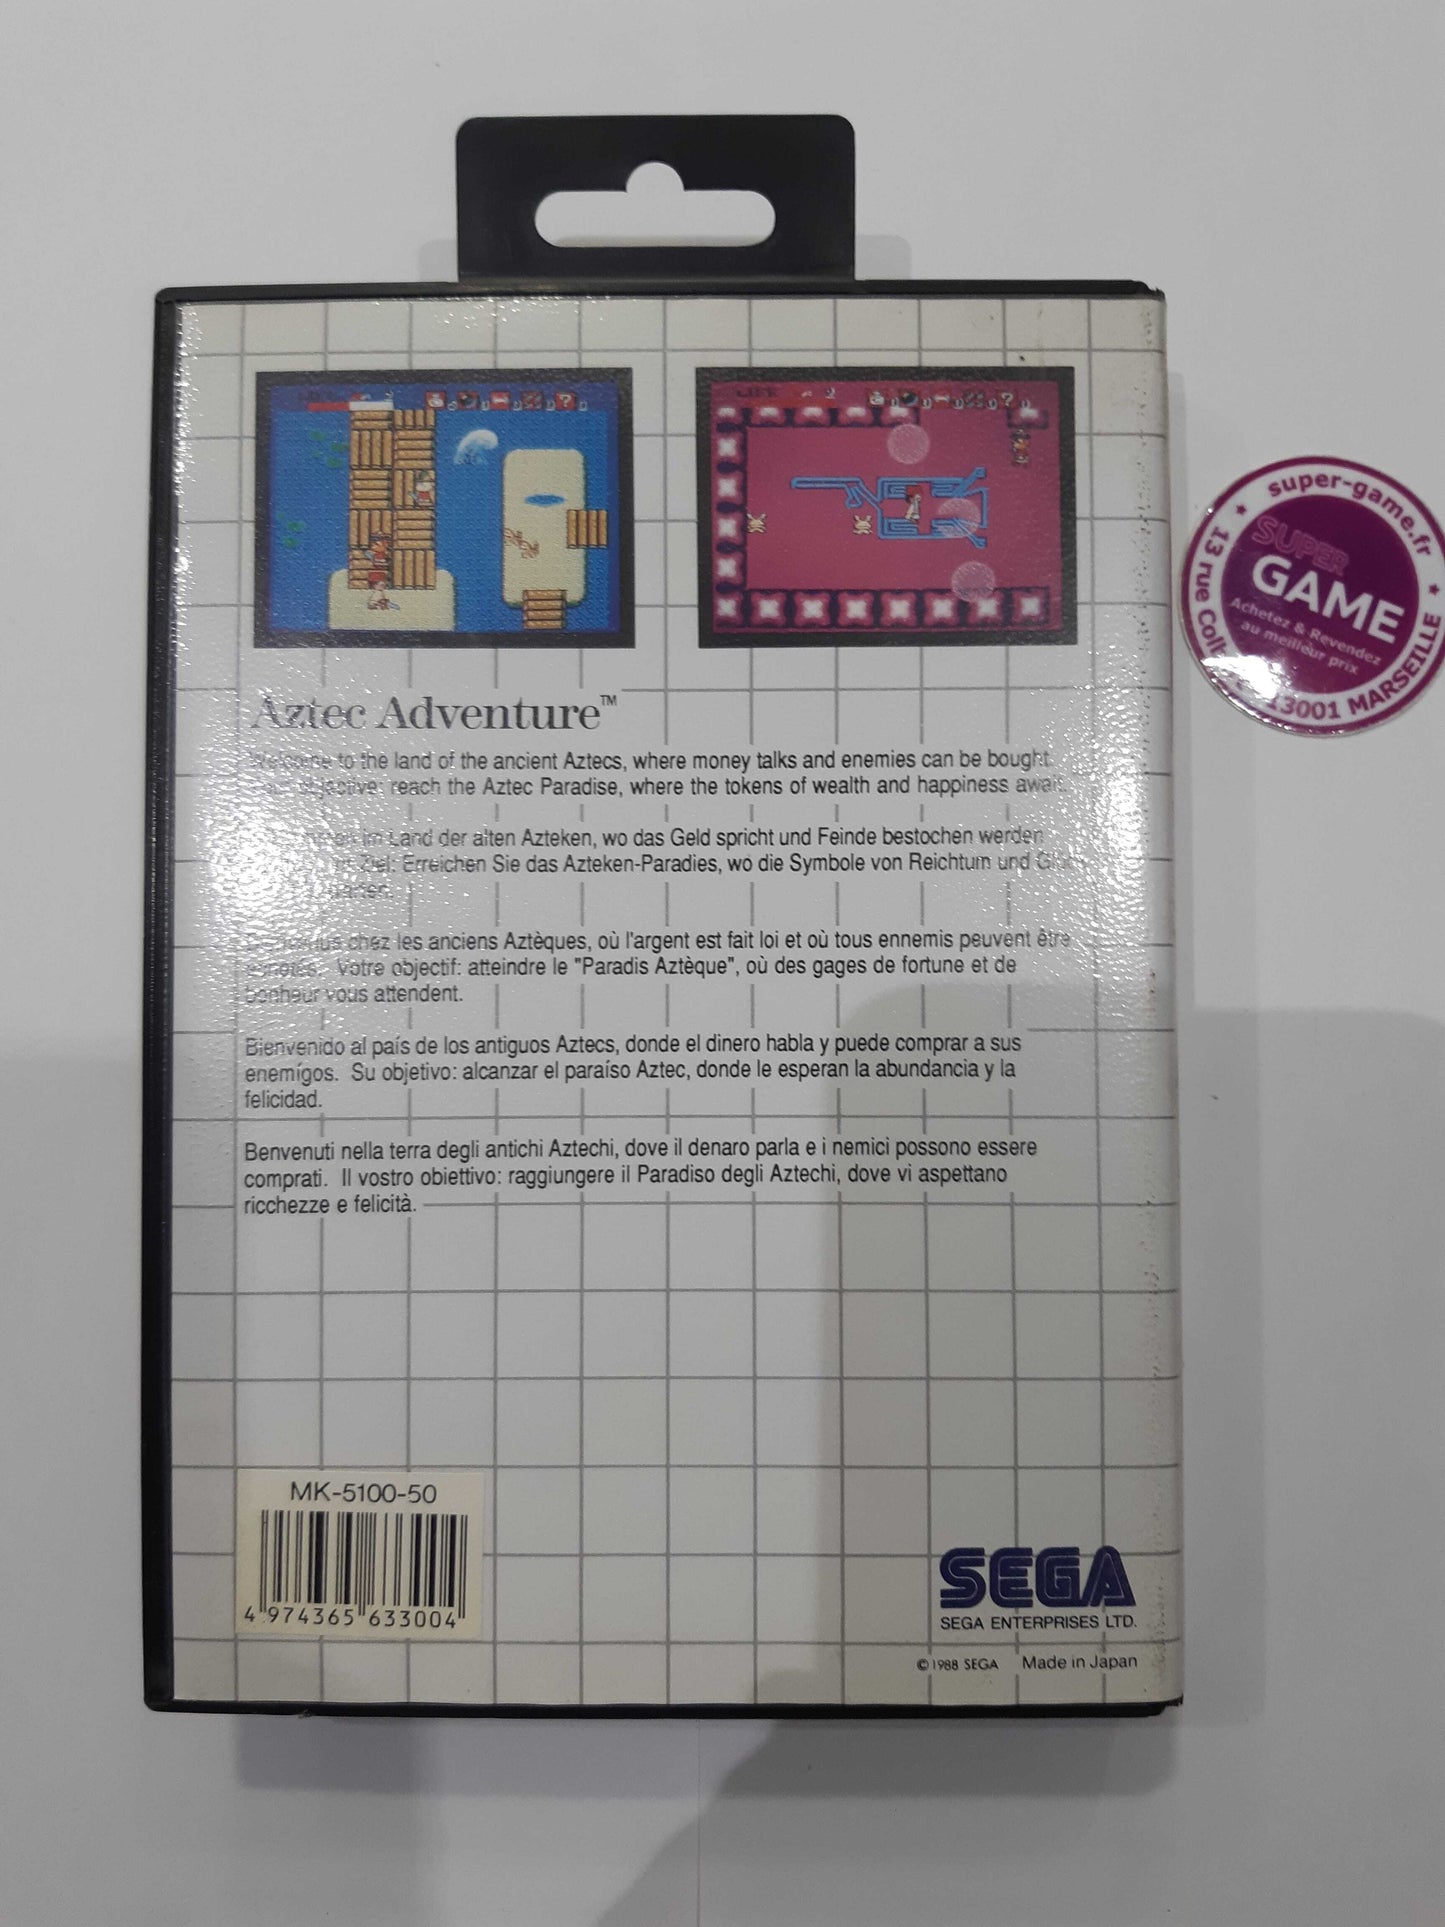 LIFE 2
Aztec Adventure™
Welcome to the land of the ancient Aztecs, where money talks and enemies can be bought.
objective: reach the Aztec Paradise, where the tokens of wealth and happiness await.
im Land der alten Azteken, wo das Geld spricht und Feinde bestochen werden
Ziel: Erreichen Sie das Azteken-Paradies, wo die Symbole von Reichtum und
chez les anciens Aztèques, où l'argent est fait loi et où tous ennemis peuvent être
Votre objectif: atteindre le "Paradis Aztèque", où des gages de fortune et de
bonheur vous attendent.
Bienvenido al país de los antiguos Aztecs, donde el dinero habla y puede comprar a sus
enemígos. Su objetivo: alcanzar el paraíso Aztec, donde le esperan la abundancia y la
felicidad.
Benvenuti nella terra degli antichi Aztechi, dove il denaro parla e i nemici possono essere
comprati. Il vostro obiettivo: raggiungere il Paradiso degli Aztechi, dove vi aspettano
ricchezze e felicità.
MK-5100-50
4 974365 633004
SEGA
SEGA ENTERPRISES LTD.
©1988 SEGA Made in Japan
super-game.fr
SUPER
GAME
Achetez & Revendez
au meilleur prix
13 rue
13001 MARSEILLE